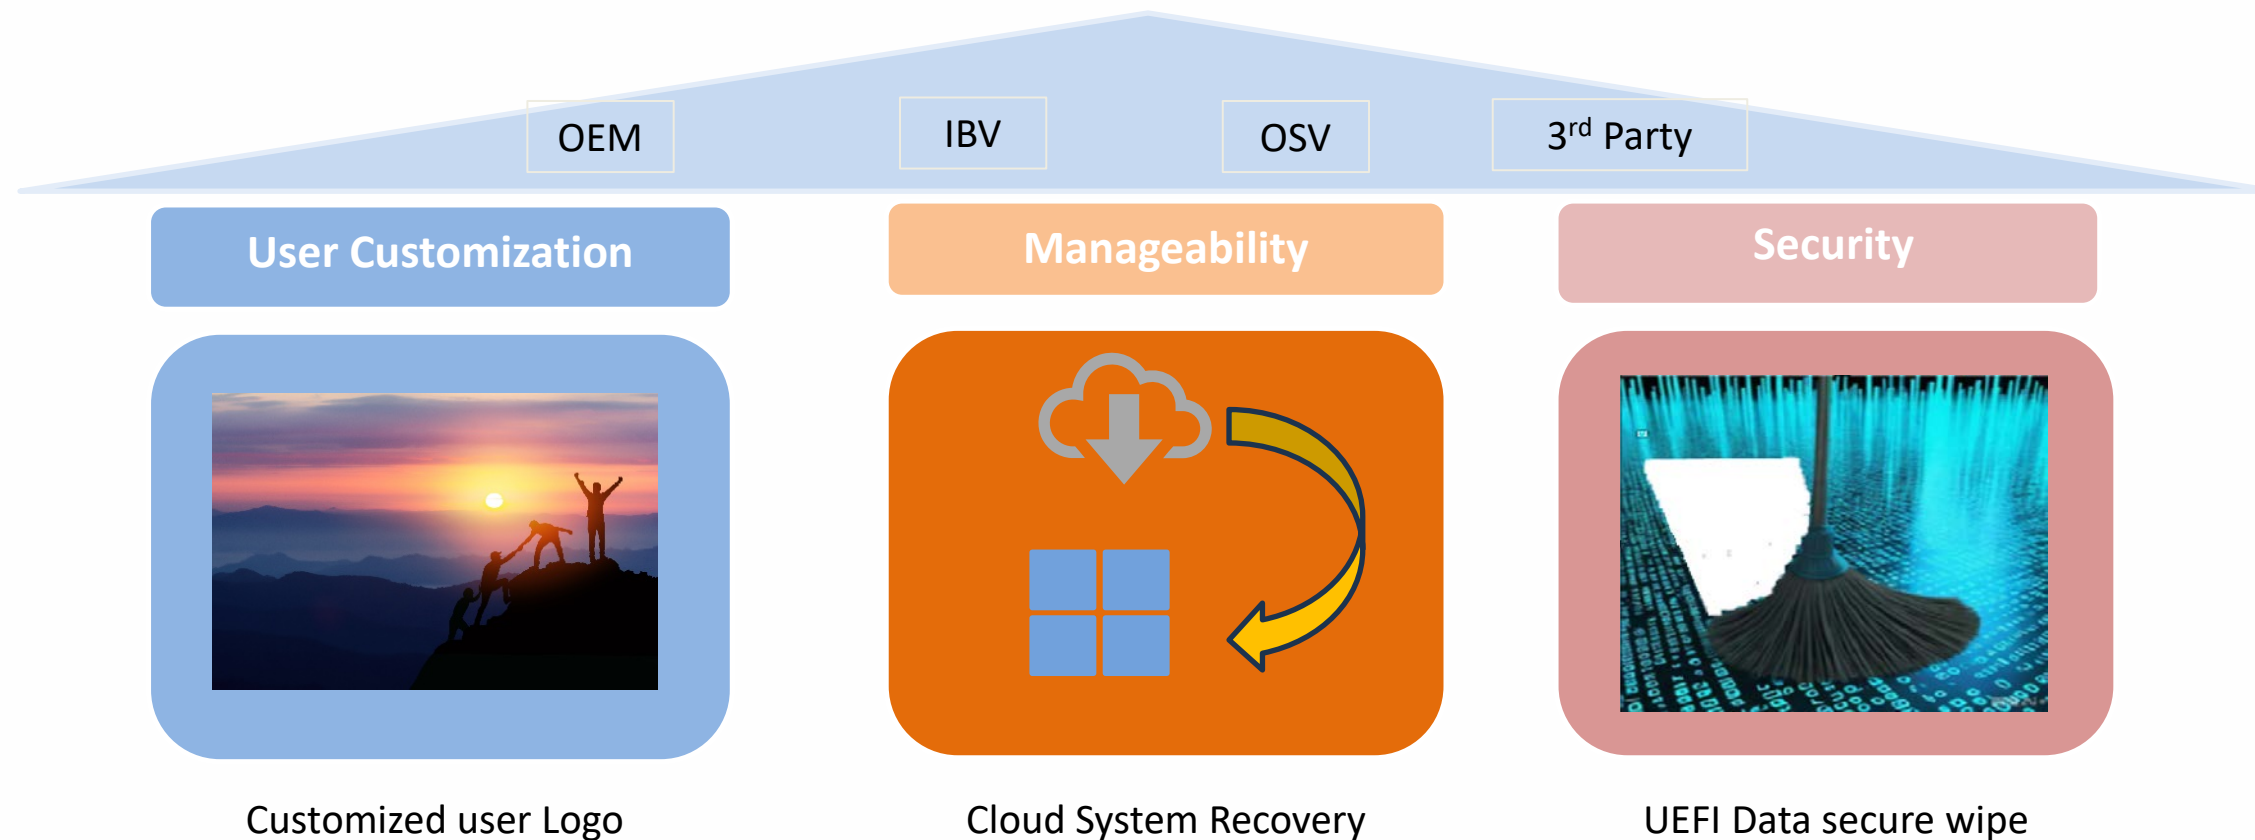 OEM
IBV
OSV
3rd Party
User Customization
Manageability
Security
Customized user Logo
Cloud System Recovery
UEFI Data secure wipe